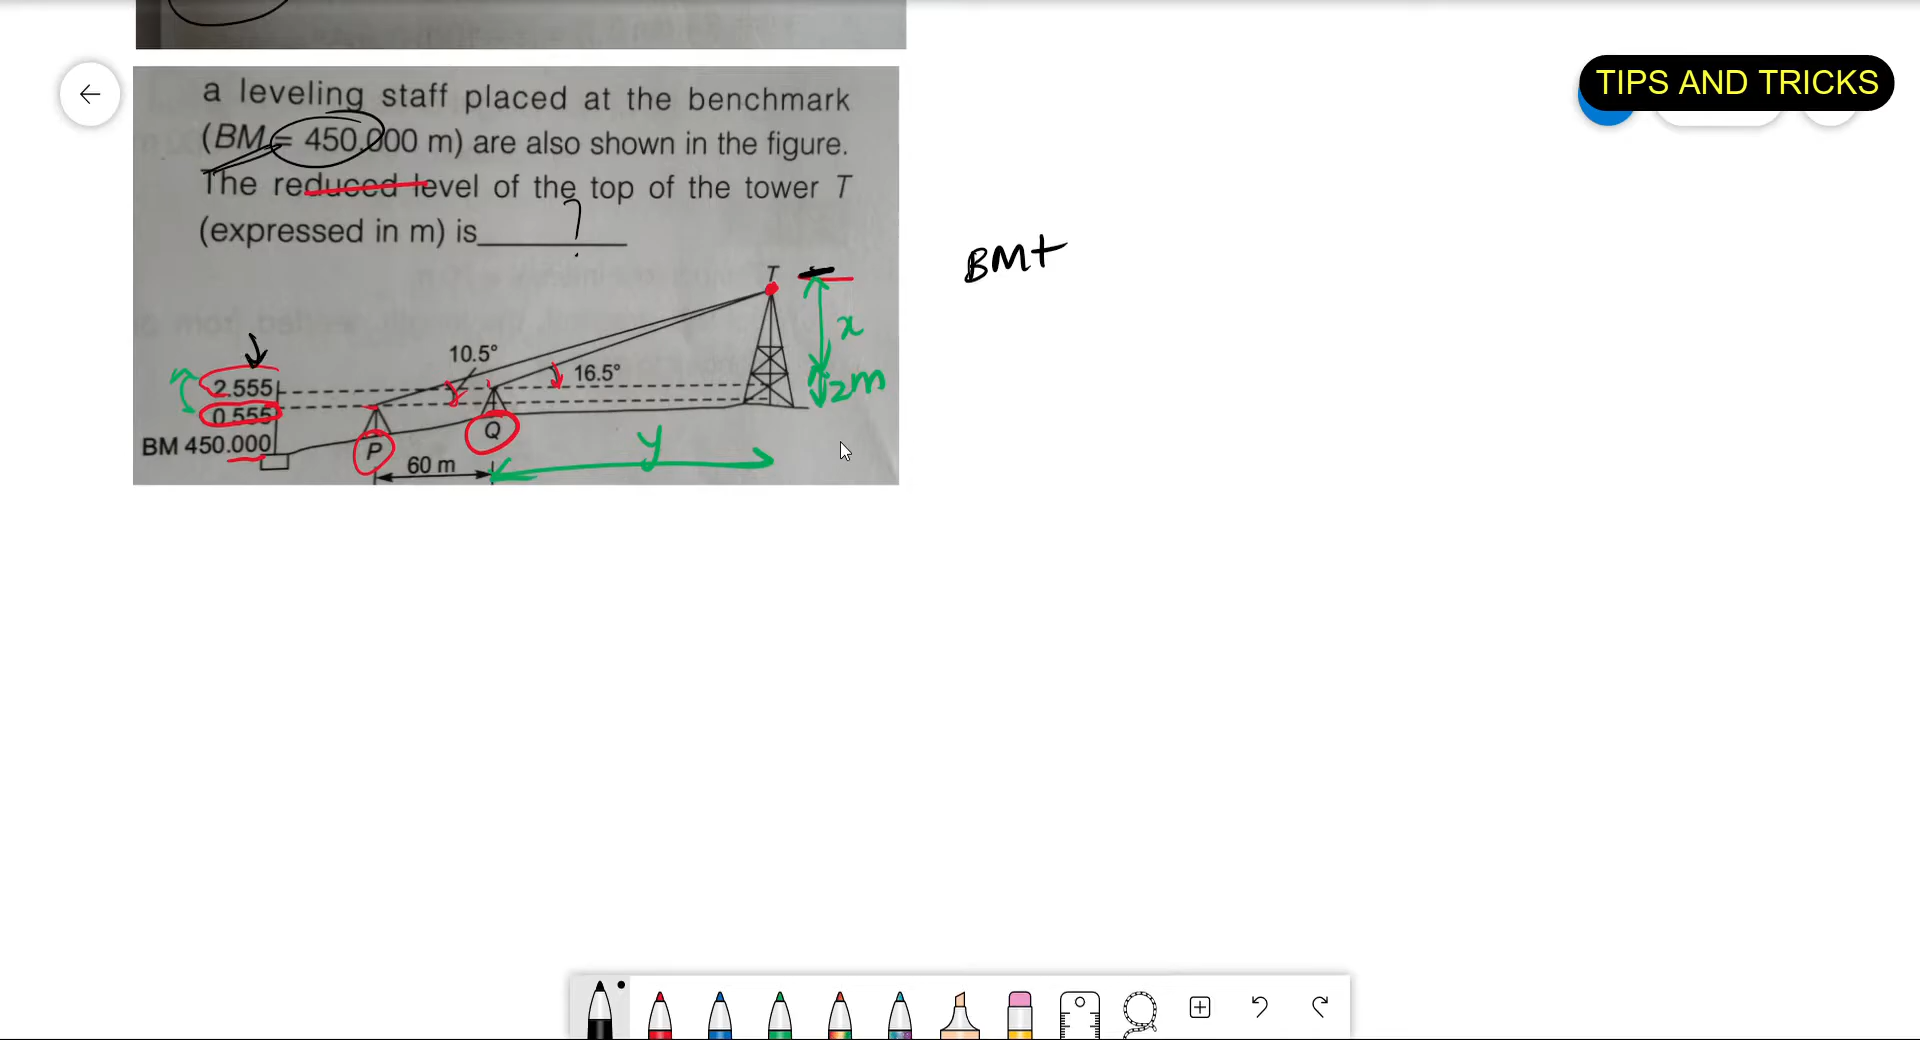 TIPS AND TRICKS
a leveling staff placed at the benchmark
(BM = 450.000 m) are also shown in the figure.
The reduced level of the top of the tower T
(expressed in m) is ?
BM+
T
x
10.5°
16.5°
2.555
2m
0.555
Q
BM 450.000
P
y
60 m